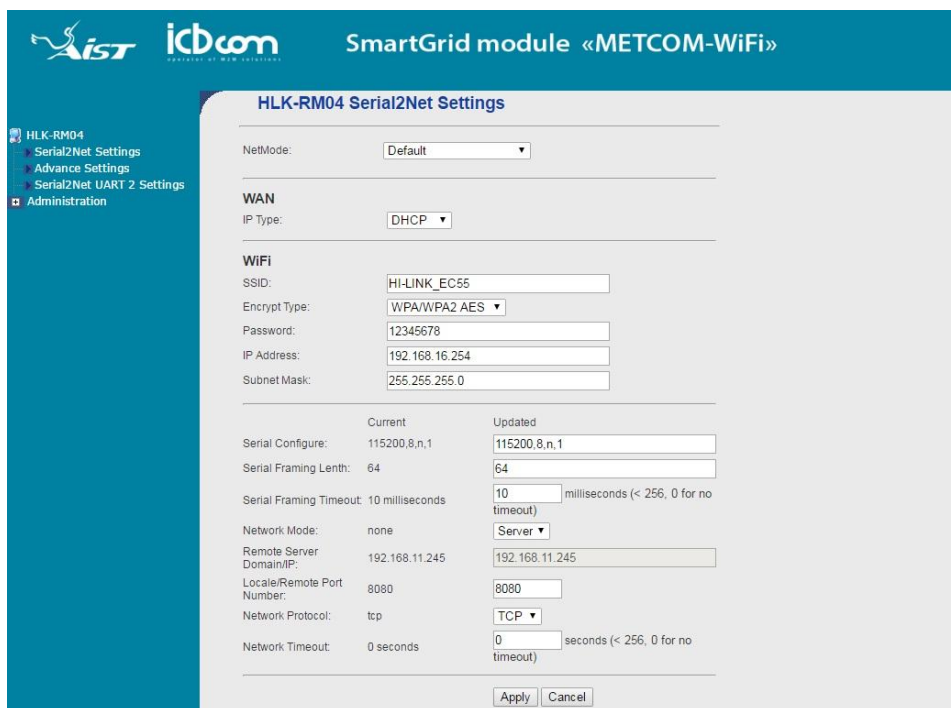 AIST icbcom SmartGrid module «METCOM-WiFi»
operator of M2M solutions
HLK-RM04
Serial2Net Settings
Advance Settings
Serial2Net UART 2 Settings
Administration
HLK-RM04 Serial2Net Settings
NetMode: Default
WAN
IP Type: DHCP
WiFi
SSID: HI-LINK_EC55
Encrypt Type: WPA/WPA2 AES
Password: 12345678
IP Address: 192.168.16.254
Subnet Mask: 255.255.255.0
Current Updated
Serial Configure: 115200,8,n,1 115200,8,n,1
Serial Framing Lenth: 64 64
Serial Framing Timeout: 10 milliseconds 10 milliseconds (< 256, 0 for no
timeout)
Network Mode: none Server
Remote Server
Domain/IP: 192.168.11.245 192.168.11.245
Locale/Remote Port
Number: 8080 8080
Network Protocol: tcp TCP
Network Timeout: 0 seconds 0 seconds (< 256, 0 for no
timeout)
Apply Cancel